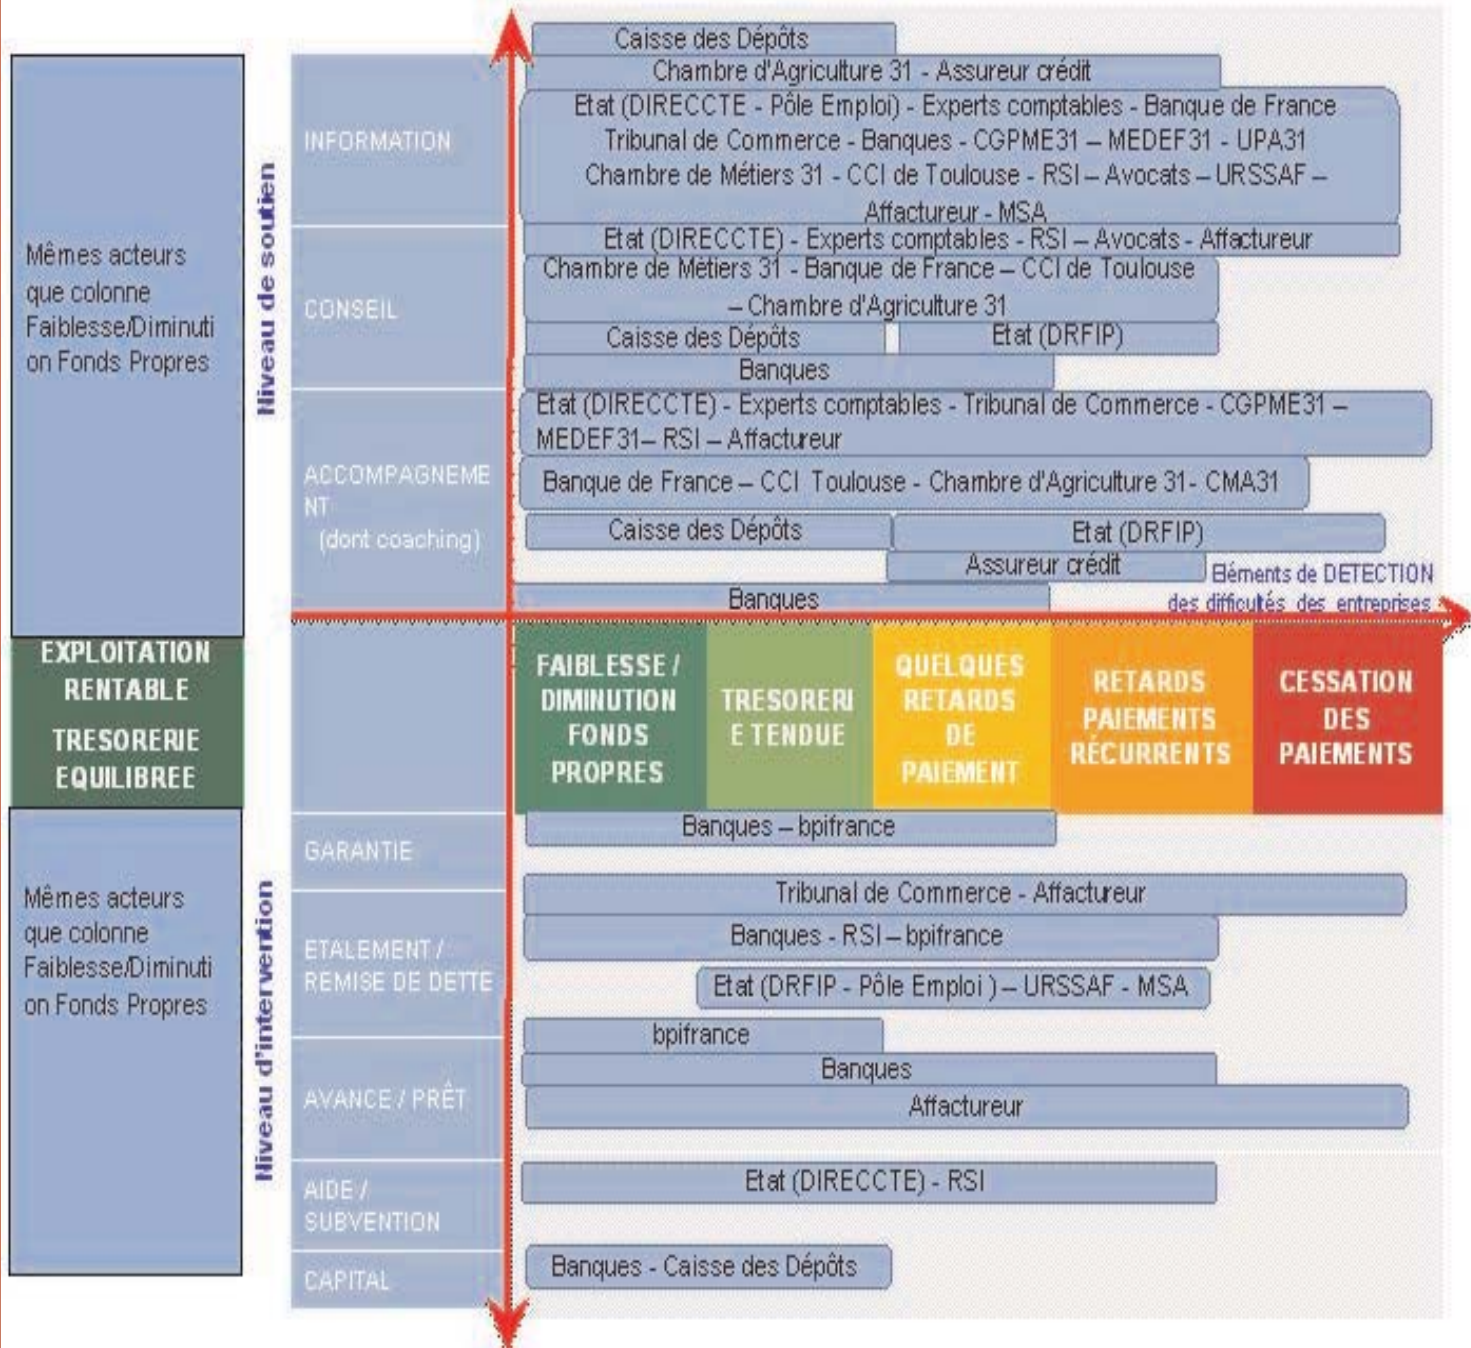 Mêmes acteurs
que colonne
Faiblesse/Diminuti
on Fonds Propres
Niveau de soutien
INFORMATION
Caisse des Dépôts
Chambre d'Agriculture 31 - Assureur crédit
Etat (DIRECCTE - Pôle Emploi) - Experts comptables - Banque de France
Tribunal de Commerce - Banques - CGPME31 – MEDEF31 - UPA31
Chambre de Métiers 31 - CCI de Toulouse - RSI – Avocats – URSSAF –
Affactureur - MSA
CONSEIL
Etat (DIRECCTE) - Experts comptables - RSI – Avocats - Affactureur
Chambre de Métiers 31 - Banque de France – CCI de Toulouse
– Chambre d'Agriculture 31
Caisse des Dépôts
Etat (DRFIP)
Banques
ACCOMPAGNEME
NT
(dont coaching)
Etat (DIRECCTE) - Experts comptables - Tribunal de Commerce - CGPME31 –
MEDEF31– RSI – Affactureur
Banque de France – CCI Toulouse - Chambre d'Agriculture 31- CMA31
Caisse des Dépôts
Etat (DRFIP)
Assureur crédit
Banques
Eléments de DETECTION
des difficultés des entreprises
EXPLOITATION
RENTABLE
TRESORERIE
EQUILIBREE
FAIBLESSE /
DIMINUTION
FONDS
PROPRES
TRESORERI
E TENDUE
QUELQUES
RETARDS
DE
PAIEMENT
RETARDS
PAIEMENTS
RÉCURRENTS
CESSATION
DES
PAIEMENTS
Mêmes acteurs
que colonne
Faiblesse/Diminuti
on Fonds Propres
Niveau d'intervention
GARANTIE
Banques – bpifrance
ETALEMENT /
REMISE DE DETTE
Tribunal de Commerce - Affactureur
Banques - RSI – bpifrance
Etat (DRFIP - Pôle Emploi ) – URSSAF - MSA
AVANCE / PRÊT
bpifrance
Banques
Affactureur
AIDE /
SUBVENTION
Etat (DIRECCTE) - RSI
CAPITAL
Banques - Caisse des Dépôts